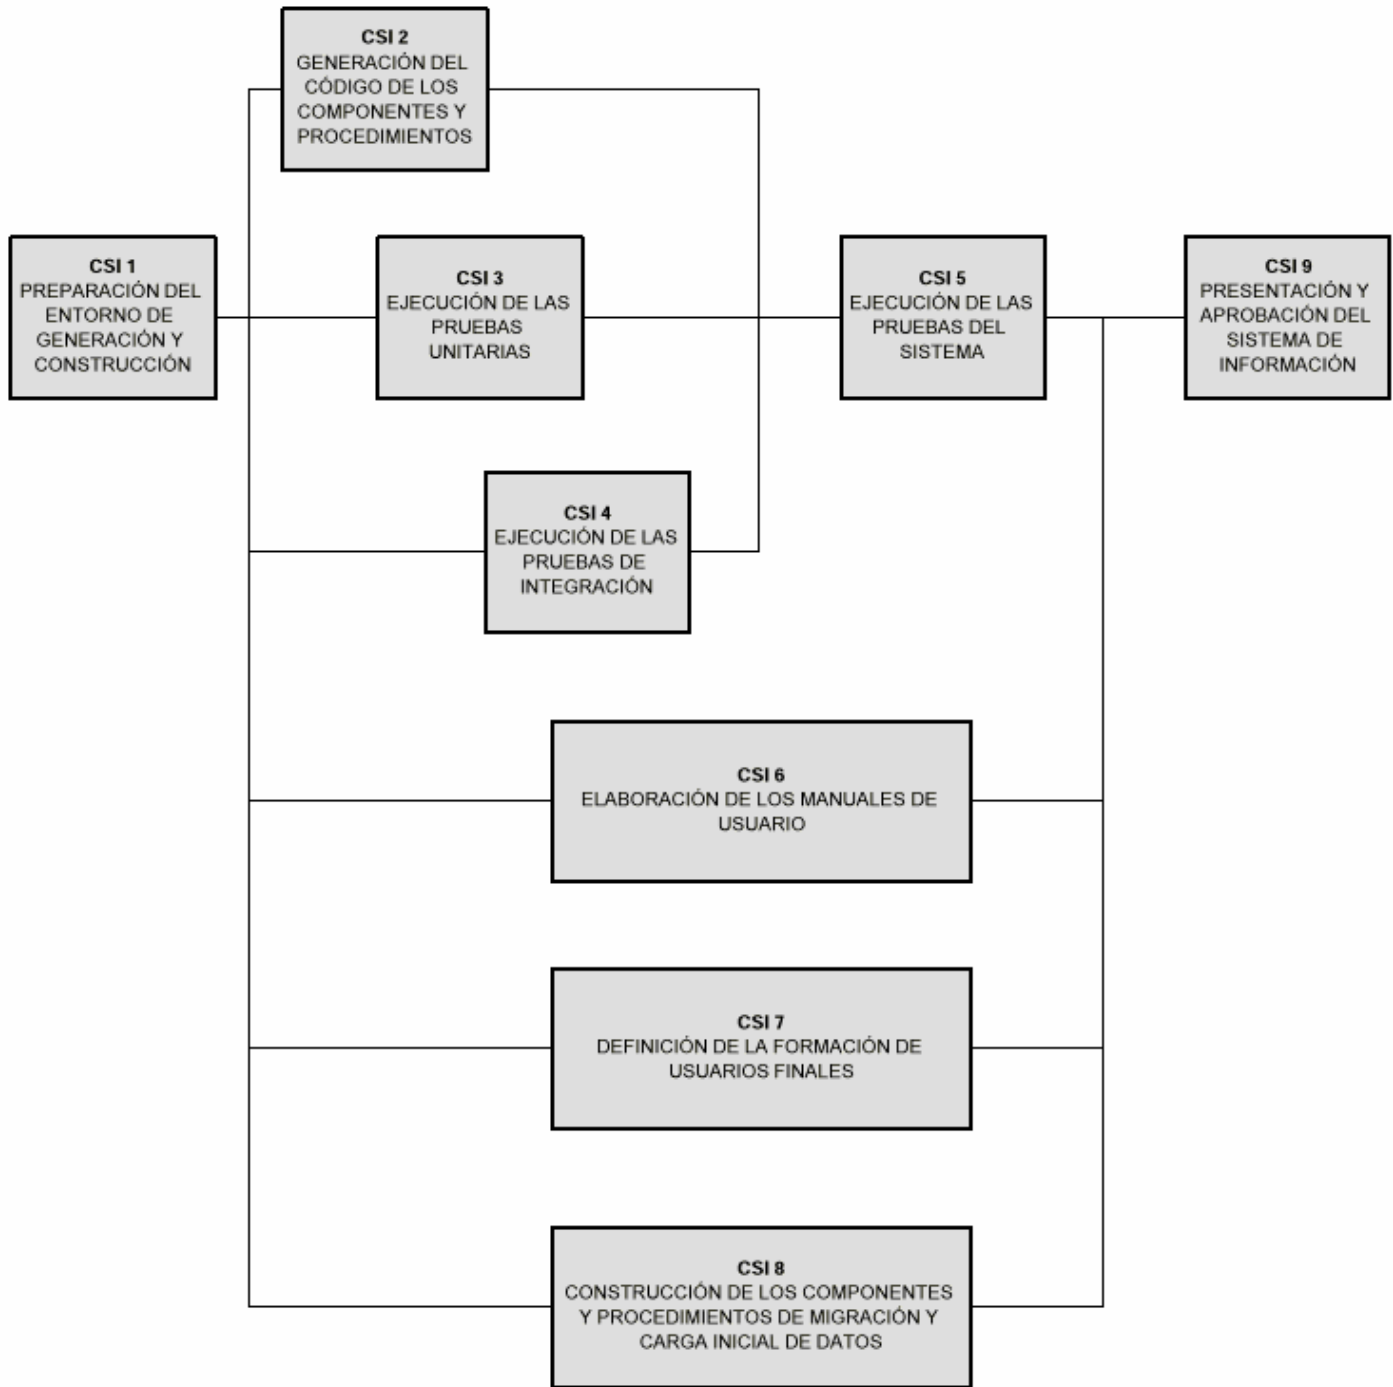 CSI 2
GENERACIÓN DEL
CÓDIGO DE LOS
COMPONENTES Y
PROCEDIMIENTOS
CSI 1
PREPARACIÓN DEL
ENTORNO DE
GENERACIÓN Y
CONSTRUCCIÓN
CSI 3
EJECUCIÓN DE LAS
PRUEBAS
UNITARIAS
CSI 5
EJECUCIÓN DE LAS
PRUEBAS DEL
SISTEMA
CSI 9
PRESENTACIÓN Y
APROBACIÓN DEL
SISTEMA DE
INFORMACIÓN
CSI 4
EJECUCIÓN DE LAS
PRUEBAS DE
INTEGRACIÓN
CSI 6
ELABORACIÓN DE LOS MANUALES DE
USUARIO
CSI 7
DEFINICIÓN DE LA FORMACIÓN DE
USUARIOS FINALES
CSI 8
CONSTRUCCIÓN DE LOS COMPONENTES
Y PROCEDIMIENTOS DE MIGRACIÓN Y
CARGA INICIAL DE DATOS